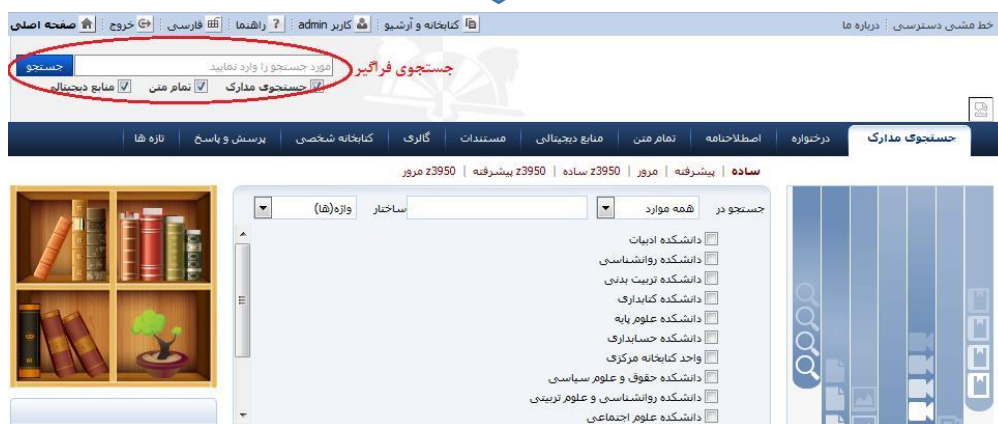 خط مشی دسترسی | درباره ما
کتابخانه و آرشیو | کاربر admin | راهنما | فارسی | خروج | صفحه اصلی
جستجوی فراگیر
مورد جستجو را وارد نمایید
جستجو
جستجوی مدارک تمام متن منابع دیجیتالی
جستجوی مدارک درختواره اصطلاحنامه تمام متن منابع دیجیتالی مستندات گالری کتابخانه شخصی پرسش و پاسخ تازه ها
ساده | پیشرفته | مرور | z3950 ساده | z3950 پیشرفته | z3950 مرور
جستجو در همه موارد ساختار واژه(ها)
دانشکده ادبیات
دانشکده روانشناسی
دانشکده تربیت بدنی
دانشکده کتابداری
دانشکده علوم پایه
دانشکده حسابداری
واحد کتابخانه مرکزی
دانشکده حقوق و علوم سیاسی
دانشکده روانشناسی و علوم تربیتی
دانشکده علوم اجتماعی